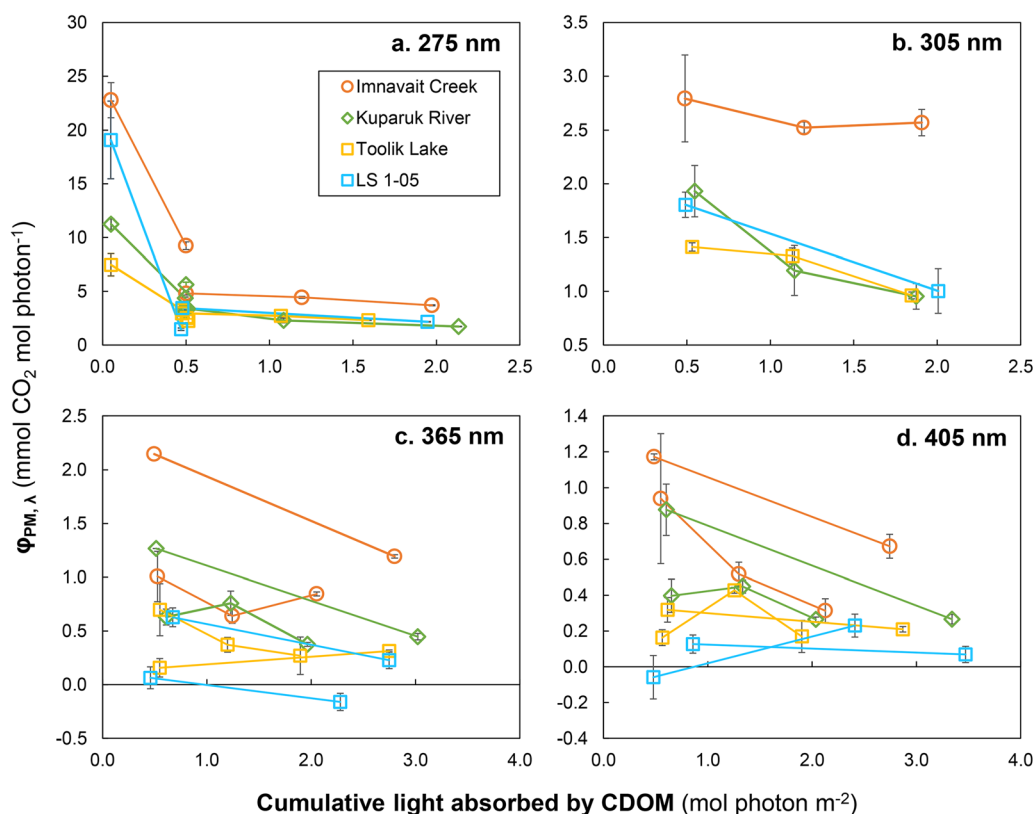 a. 275 nm
30
25
20
15
10
5
0
0.0 0.5 1.0 1.5 2.0 2.5
Imnavait Creek
Kuparuk River
Toolik Lake
LS 1-05
b. 305 nm
3.5
3.0
2.5
2.0
1.5
1.0
0.5
0.0 0.5 1.0 1.5 2.0 2.5
φPM, λ (mmol CO2 mol photon-1)
c. 365 nm
2.5
2.0
1.5
1.0
0.5
0.0
-0.5
0.0 1.0 2.0 3.0 4.0
d. 405 nm
1.4
1.2
1.0
0.8
0.6
0.4
0.2
0.0
-0.2
-0.4
0.0 1.0 2.0 3.0 4.0
Cumulative light absorbed by CDOM (mol photon m-2)